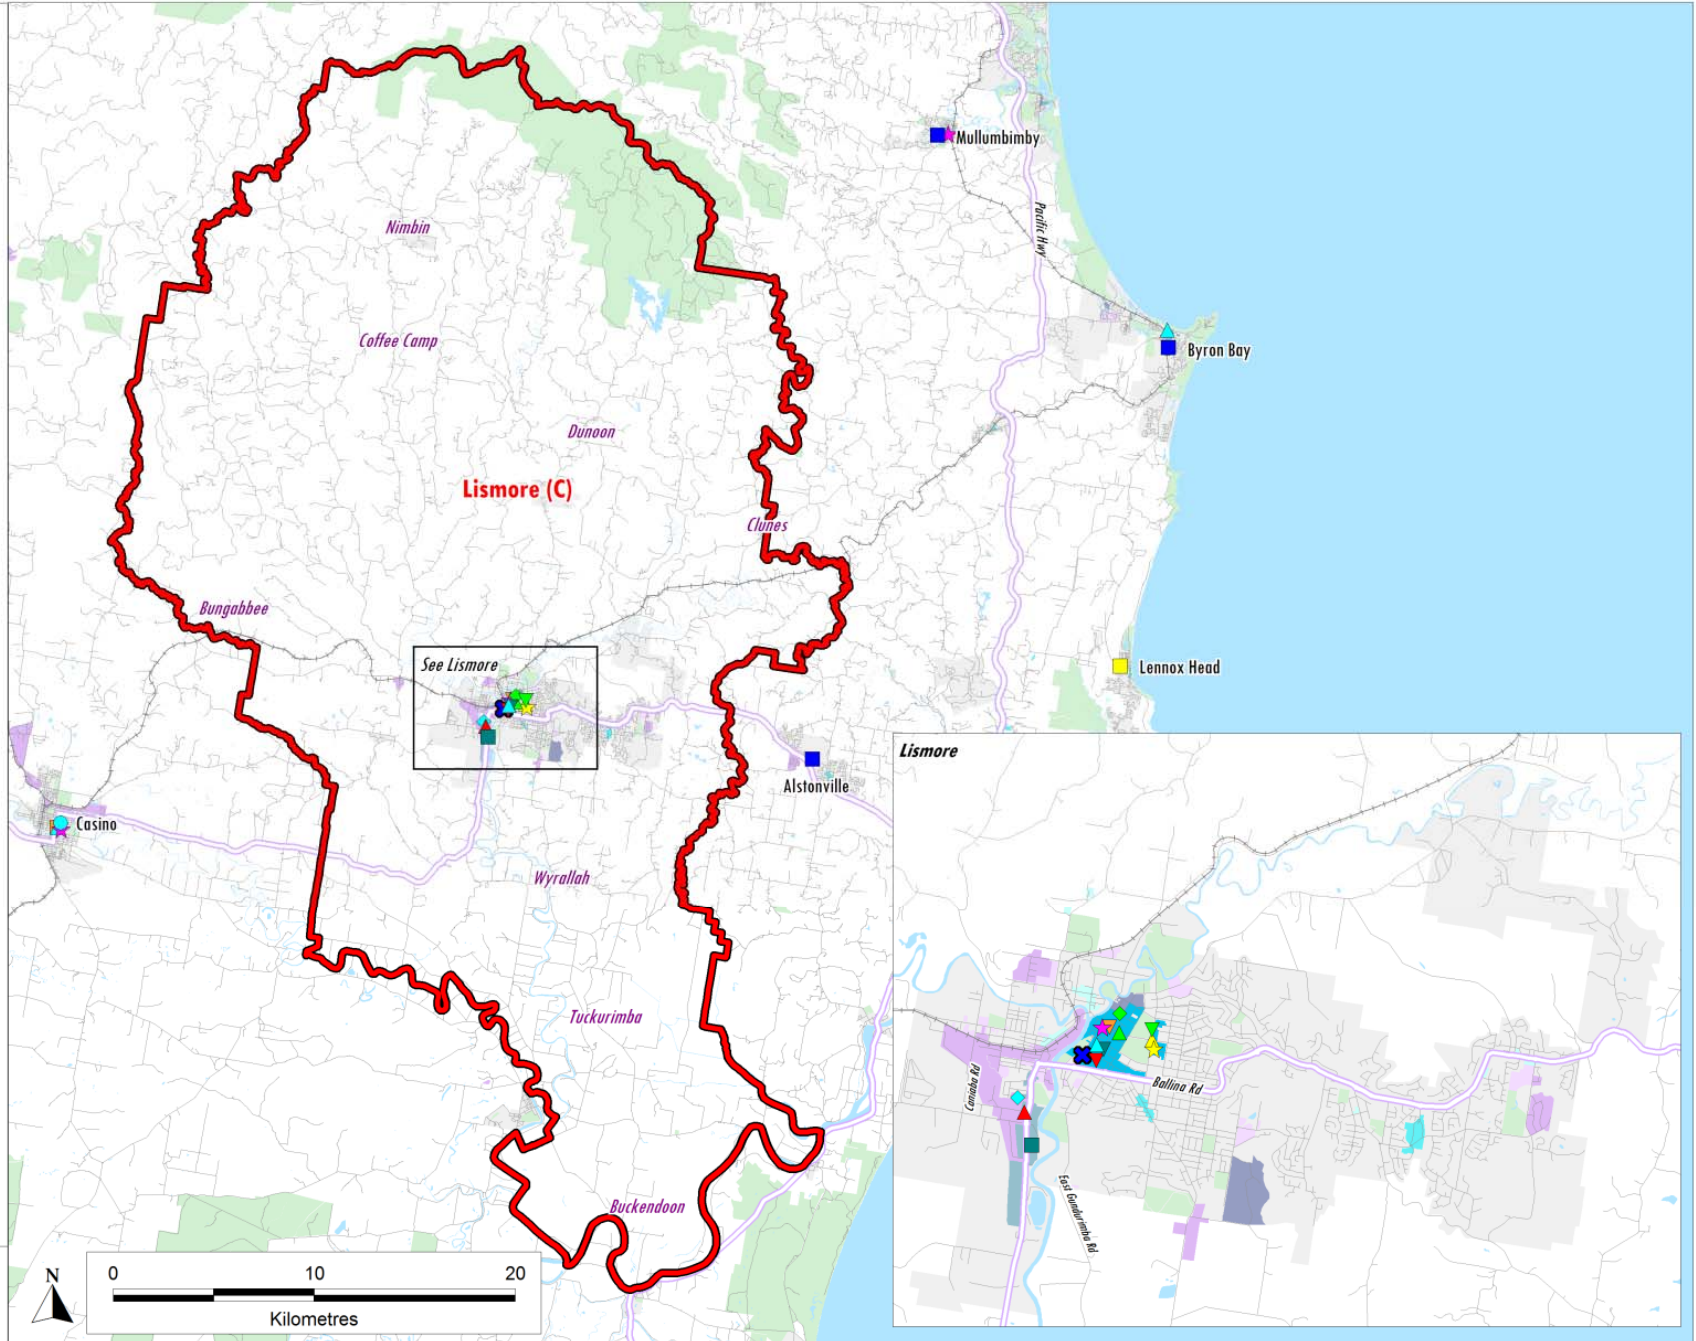 Mullumbimby
Pacific Hwy
Nimbin
Coffee Camp
Byron Bay
Dunoon
Lismore (C)
Clunes
Bungabbee
See Lismore
Lennox Head
Lismore
Alstonville
Casino
Wyrallah
Tuckurimba
Caniaba Rd
Ballina Rd
East Gundurimba Rd
Buckendoon
N
0 10 20
Kilometres